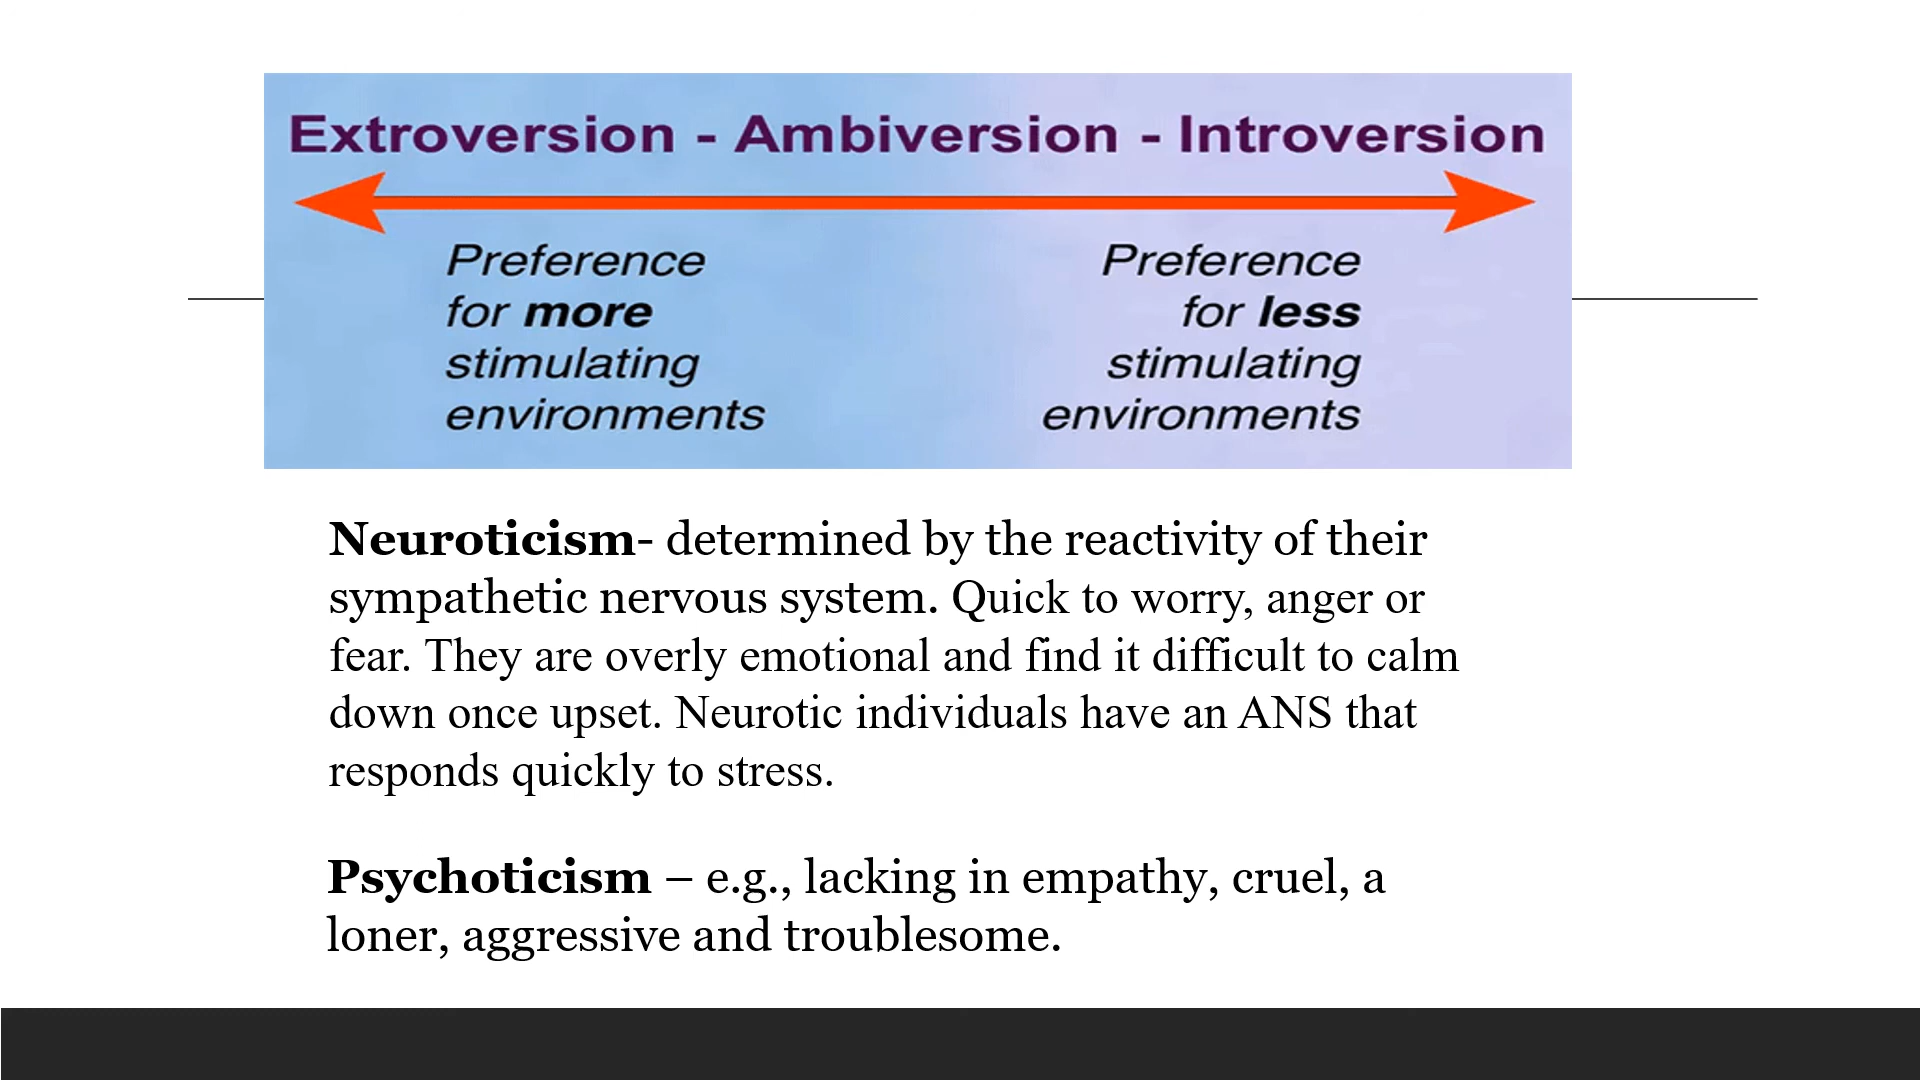 Extroversion - Ambiversion - Introversion
Preference
for more
stimulating
environments
Preference
for less
stimulating
environments
Neuroticism- determined by the reactivity of their
sympathetic nervous system. Quick to worry, anger or
fear. They are overly emotional and find it difficult to calm
down once upset. Neurotic individuals have an ANS that
responds quickly to stress.
Psychoticism – e.g., lacking in empathy, cruel, a
loner, aggressive and troublesome.